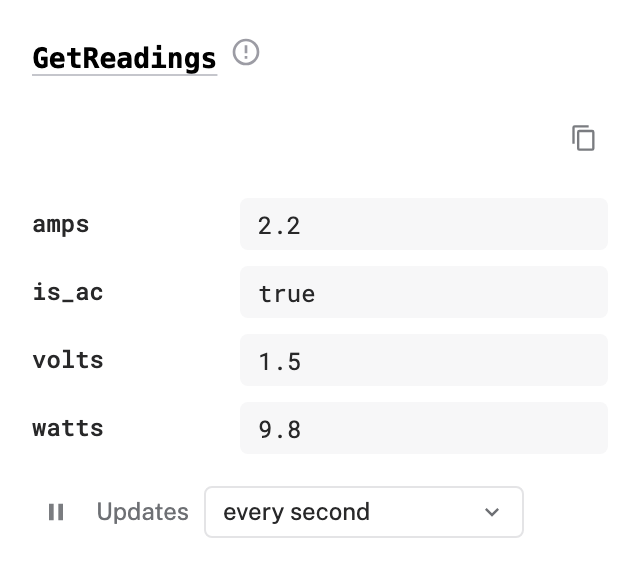 GetReadings
amps 2.2
is_ac true
volts 1.5
watts 9.8
Updates every second